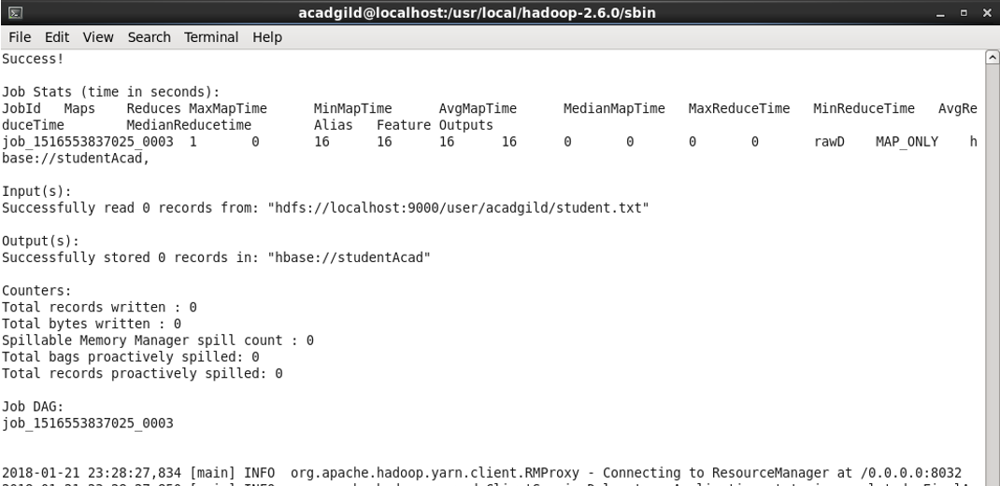 acadgild@localhost:/usr/local/hadoop-2.6.0/sbin
File Edit View Search Terminal Help
Success!
Job Stats (time in seconds):
JobId Maps Reduces MaxMapTime MinMapTime AvgMapTime MedianMapTime MaxReduceTime MinReduceTime AvgRe
duceTime MedianReducetime Alias Feature Outputs
job_1516553837025_0003 1 0 16 16 16 16 0 0 0 0 rawD MAP_ONLY h
base://studentAcad,
Input(s):
Successfully read 0 records from: "hdfs://localhost:9000/user/acadgild/student.txt"
Output(s):
Successfully stored 0 records in: "hbase://studentAcad"
Counters:
Total records written : 0
Total bytes written : 0
Spillable Memory Manager spill count : 0
Total bags proactively spilled: 0
Total records proactively spilled: 0
Job DAG:
job_1516553837025_0003
2018-01-21 23:28:27,834 [main] INFO org.apache.hadoop.yarn.client.RMProxy - Connecting to ResourceManager at /0.0.0.0:8032